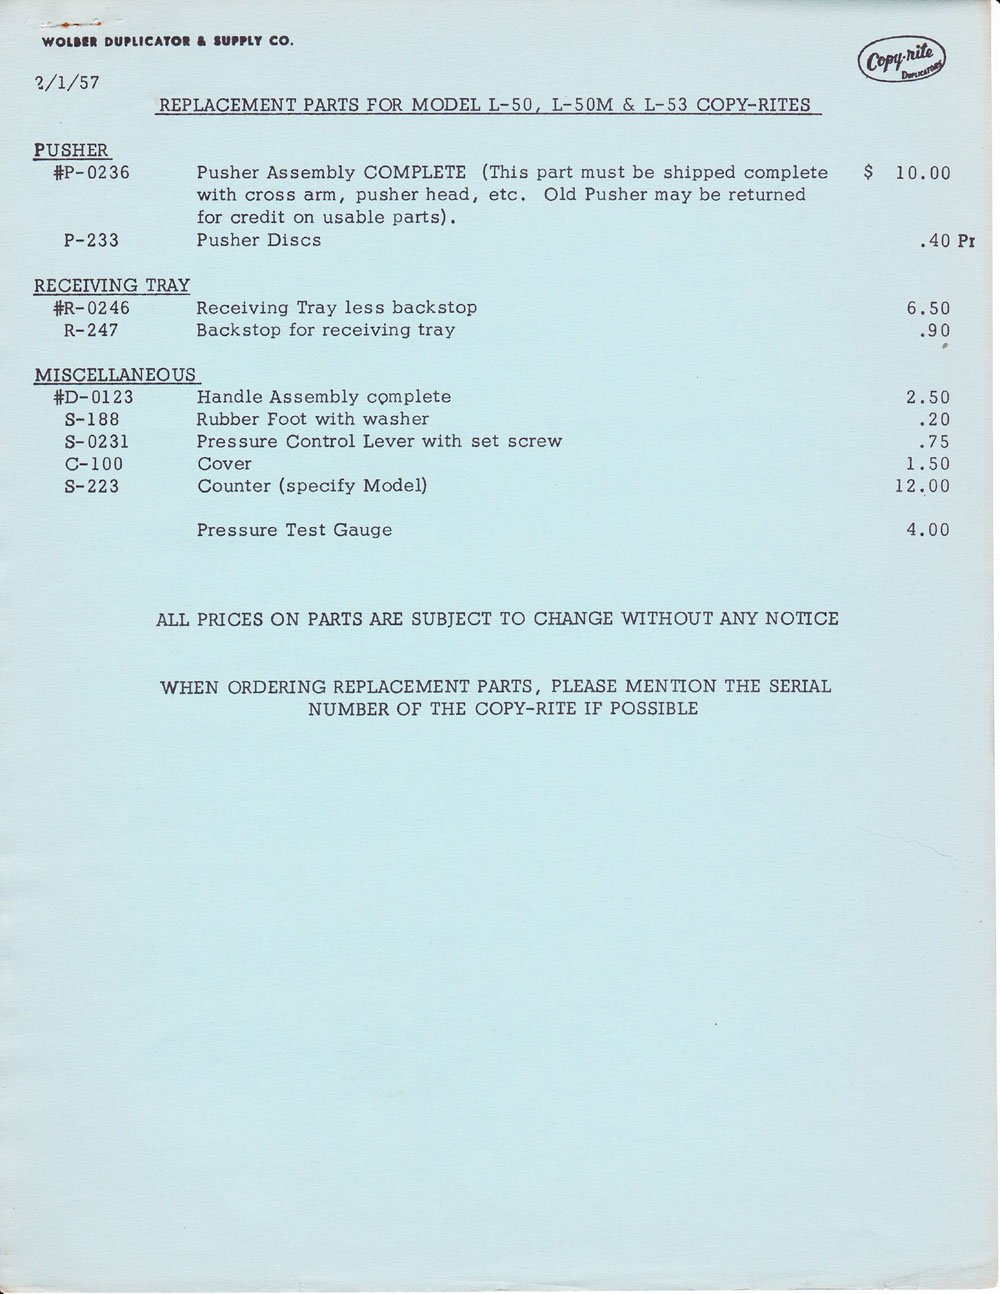 WOLBER DUPLICATOR & SUPPLY CO.
Copy-rite
DUPLICATORS
2/1/57
REPLACEMENT PARTS FOR MODEL L-50, L-50M & L-53 COPY-RITES
PUSHER
#P-0236 Pusher Assembly COMPLETE (This part must be shipped complete $ 10.00
with cross arm, pusher head, etc. Old Pusher may be returned
for credit on usable parts).
P-233 Pusher Discs .40 Pr
RECEIVING TRAY
#R-0246 Receiving Tray less backstop 6.50
R-247 Backstop for receiving tray .90
MISCELLANEOUS
#D-0123 Handle Assembly complete 2.50
S-188 Rubber Foot with washer .20
S-0231 Pressure Control Lever with set screw .75
C-100 Cover 1.50
S-223 Counter (specify Model) 12.00
Pressure Test Gauge 4.00
ALL PRICES ON PARTS ARE SUBJECT TO CHANGE WITHOUT ANY NOTICE
WHEN ORDERING REPLACEMENT PARTS, PLEASE MENTION THE SERIAL
NUMBER OF THE COPY-RITE IF POSSIBLE